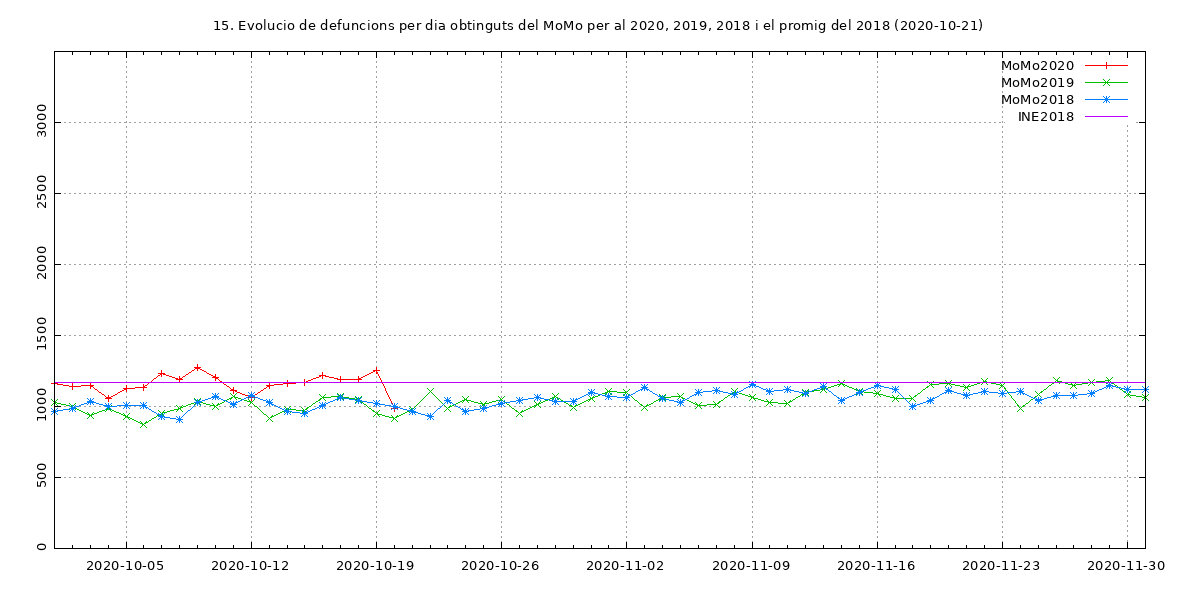 15. Evolucio de defuncions per dia obtinguts del MoMo per al 2020, 2019, 2018 i el promig del 2018 (2020-10-21)
MoMo2020
MoMo2019
MoMo2018
INE2018
3000
2500
2000
1500
1000
500
0
2020-10-05 2020-10-12 2020-10-19 2020-10-26 2020-11-02 2020-11-09 2020-11-16 2020-11-23 2020-11-30